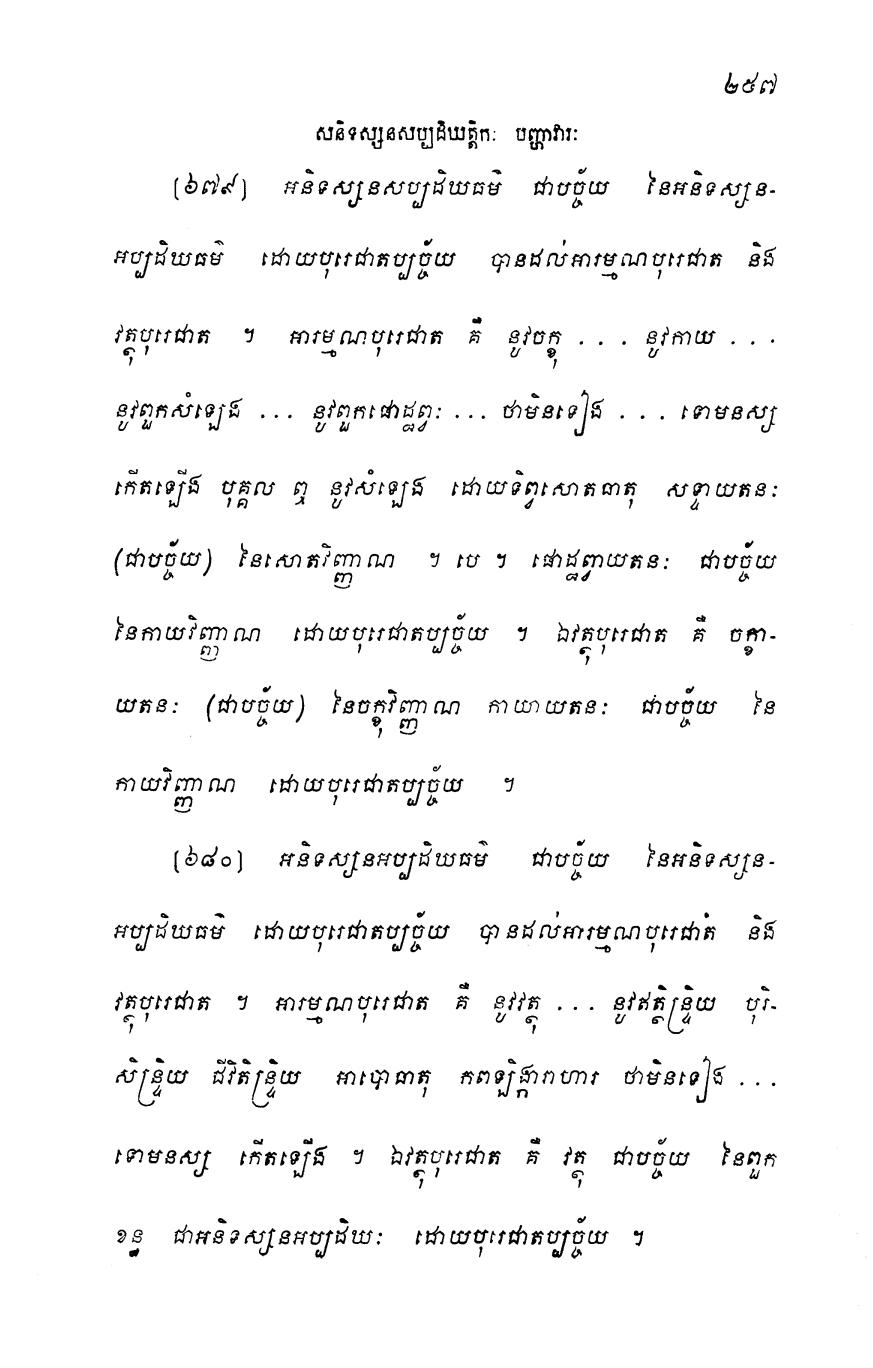 ២៥៧
សនិទស្សនសប្បដិឃត្តិកៈ បញ្ហាវារៈ
(៦៧៩) អនិទស្សនសប្បដិឃធម៌ ជាបច្ច័យ នៃអនិទស្សន-
អប្បដិឃធម៌ ដោយបុរេជាតប្បច្ច័យ បានដល់អារម្មណបុរេជាត និង
វត្ថុបុរេជាត ។ អារម្មណបុរេជាត គឺ នូវចក្ខុ . . . នូវកាយ . . .
នូវពួកសំឡេង ... នូវពួកផោដ្ឋព្វៈ ... ថាមិនទៀង . . . ទោមនស្ស
កើតឡើង បុគ្គល ឮ នូវសំឡេង ដោយទិព្វសោតធាតុ សទ្ទាយតនៈ
(ជាបច្ច័យ) នៃសោតវិញ្ញាណ ។ បេ ។ ផោដ្ឋព្វាយតនៈ ជាបច្ច័យ
នៃកាយវិញ្ញាណ ដោយបុរេជាតប្បច្ច័យ ។ ឯវត្ថុបុរេជាត គឺ ចក្ខា-
យតនៈ (ជាបច្ច័យ) នៃចក្ខុវិញ្ញាណ កាយាយតនៈ ជាបច្ច័យ នៃ
កាយវិញ្ញាណ ដោយបុរេជាតប្បច្ច័យ ។
(៦៨០) អនិទស្សនអប្បដិឃធម៌ ជាបច្ច័យ នៃអនិទស្សន-
អប្បដិឃធម៌ ដោយបុរេជាតប្បច្ច័យ បានដល់អារម្មណបុរេជាត និង
វត្ថុបុរេជាត ។ អារម្មណបុរេជាត គឺ នូវវត្ថុ ... នូវឥត្ថិន្ទ្រិយ បុរិ-
សិន្ទ្រិយ ជីវិតិន្ទ្រិយ អាបោធាតុ កពឡិង្ការាហារ ថាមិនទៀង ...
ទោមនស្ស កើតឡើង ។ ឯវត្ថុបុរេជាត គឺ វត្ថុ ជាបច្ច័យ នៃពួក
ខន្ធ ជាអនិទស្សនអប្បដិឃៈ ដោយបុរេជាតប្បច្ច័យ ។